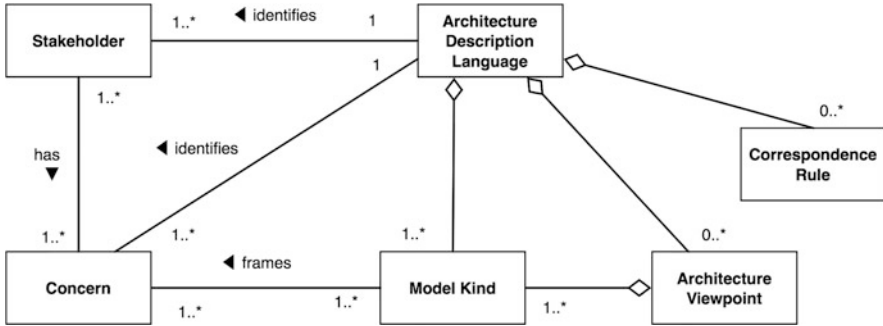 1..*
◄ identifies
1
Stakeholder
Architecture
Description
Language
1
1..*
0..*
has
▼
◄ identifies
Correspondence
Rule
1..*
1..*
1..*
0..*
◄ frames
Concern
Model Kind
Architecture
Viewpoint
1..*
1..*
1..*